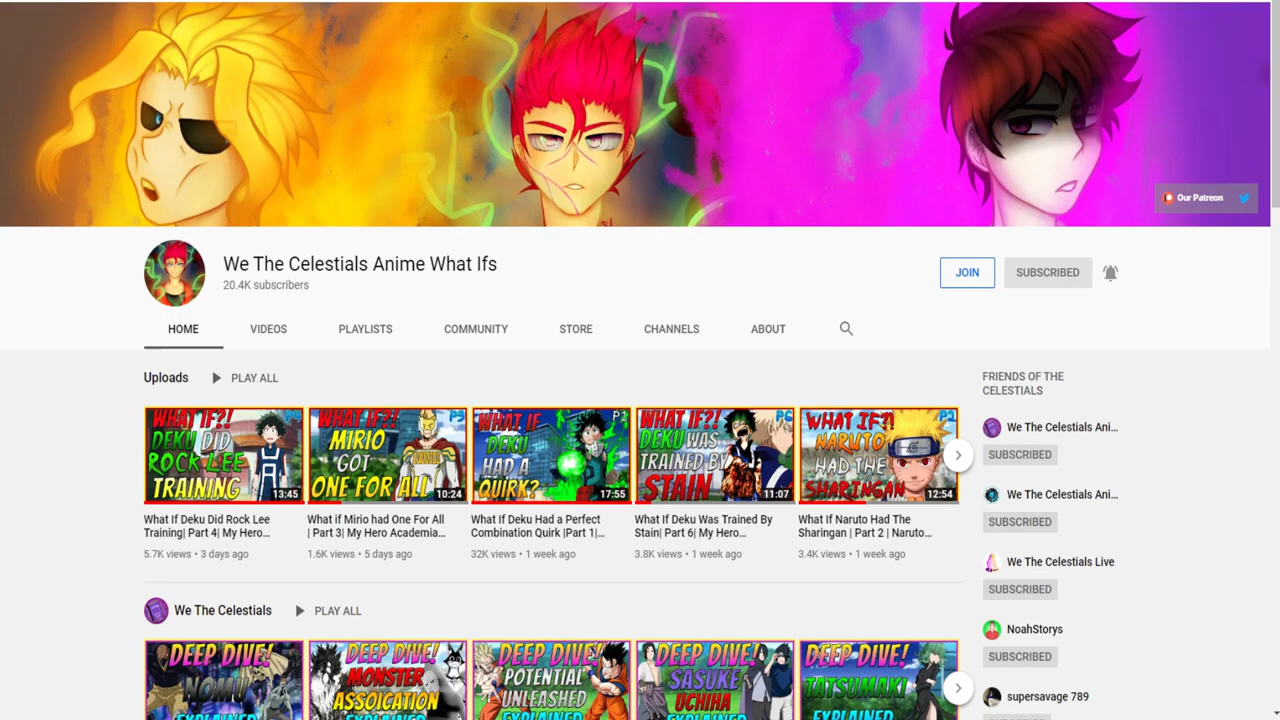 Our Patreon
We The Celestials Anime What Ifs
20.4K subscribers
JOIN
SUBSCRIBED
HOME
VIDEOS
PLAYLISTS
COMMUNITY
STORE
CHANNELS
ABOUT
Uploads
PLAY ALL
WHAT IF?! P4
DEKU DID
ROCK LEE
TRAINING
13:45
What If Deku Did Rock Lee
Training| Part 4| My Hero...
5.7K views • 3 days ago
WHAT IF?! P3
MIRIO
GOT
ONE FOR ALL
10:24
What if Mirio had One For All
| Part 3| My Hero Academia...
1.6K views • 5 days ago
WHAT IF P1
DEKU
HAD A
QUIRK?
17:55
What If Deku Had a Perfect
Combination Quirk |Part 1|...
32K views • 1 week ago
WHAT IF?! P6
DEKU WAS
TRAINED BY
STAIN
11:07
What If Deku Was Trained By
Stain| Part 6| My Hero...
3.8K views • 1 week ago
WHAT IF?!
NARUTO
HAD THE
SHARINGAN
12:54
What If Naruto Had The
Sharingan | Part 2 | Naruto...
3.4K views • 1 week ago
We The Celestials
PLAY ALL
DEEP DIVE!
NOMU
EXPLAINED
DEEP DIVE!
MONSTER
ASSOICATION
EXPLAINED
DEEP DIVE!
POTENTIAL
UNLEASHED
EXPLAINED
DEEP DIVE!
SASUKE
UCHIHA
EXPLAINED
DEEP DIVE!
TATSUMAKI
EXPLAINED
FRIENDS OF THE
CELESTIALS
We The Celestials Ani...
SUBSCRIBED
We The Celestials Ani...
SUBSCRIBED
We The Celestials Live
SUBSCRIBED
NoahStorys
SUBSCRIBED
supersavage 789